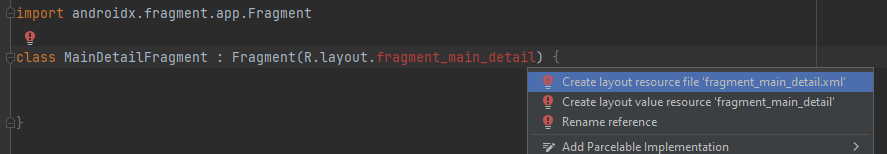 import androidx.fragment.app.Fragment
class MainDetailFragment : Fragment(R.layout.fragment_main_detail) {
Create layout resource file 'fragment_main_detail.xml'
Create layout value resource 'fragment_main_detail'
Rename reference
Add Parcelable Implementation
}